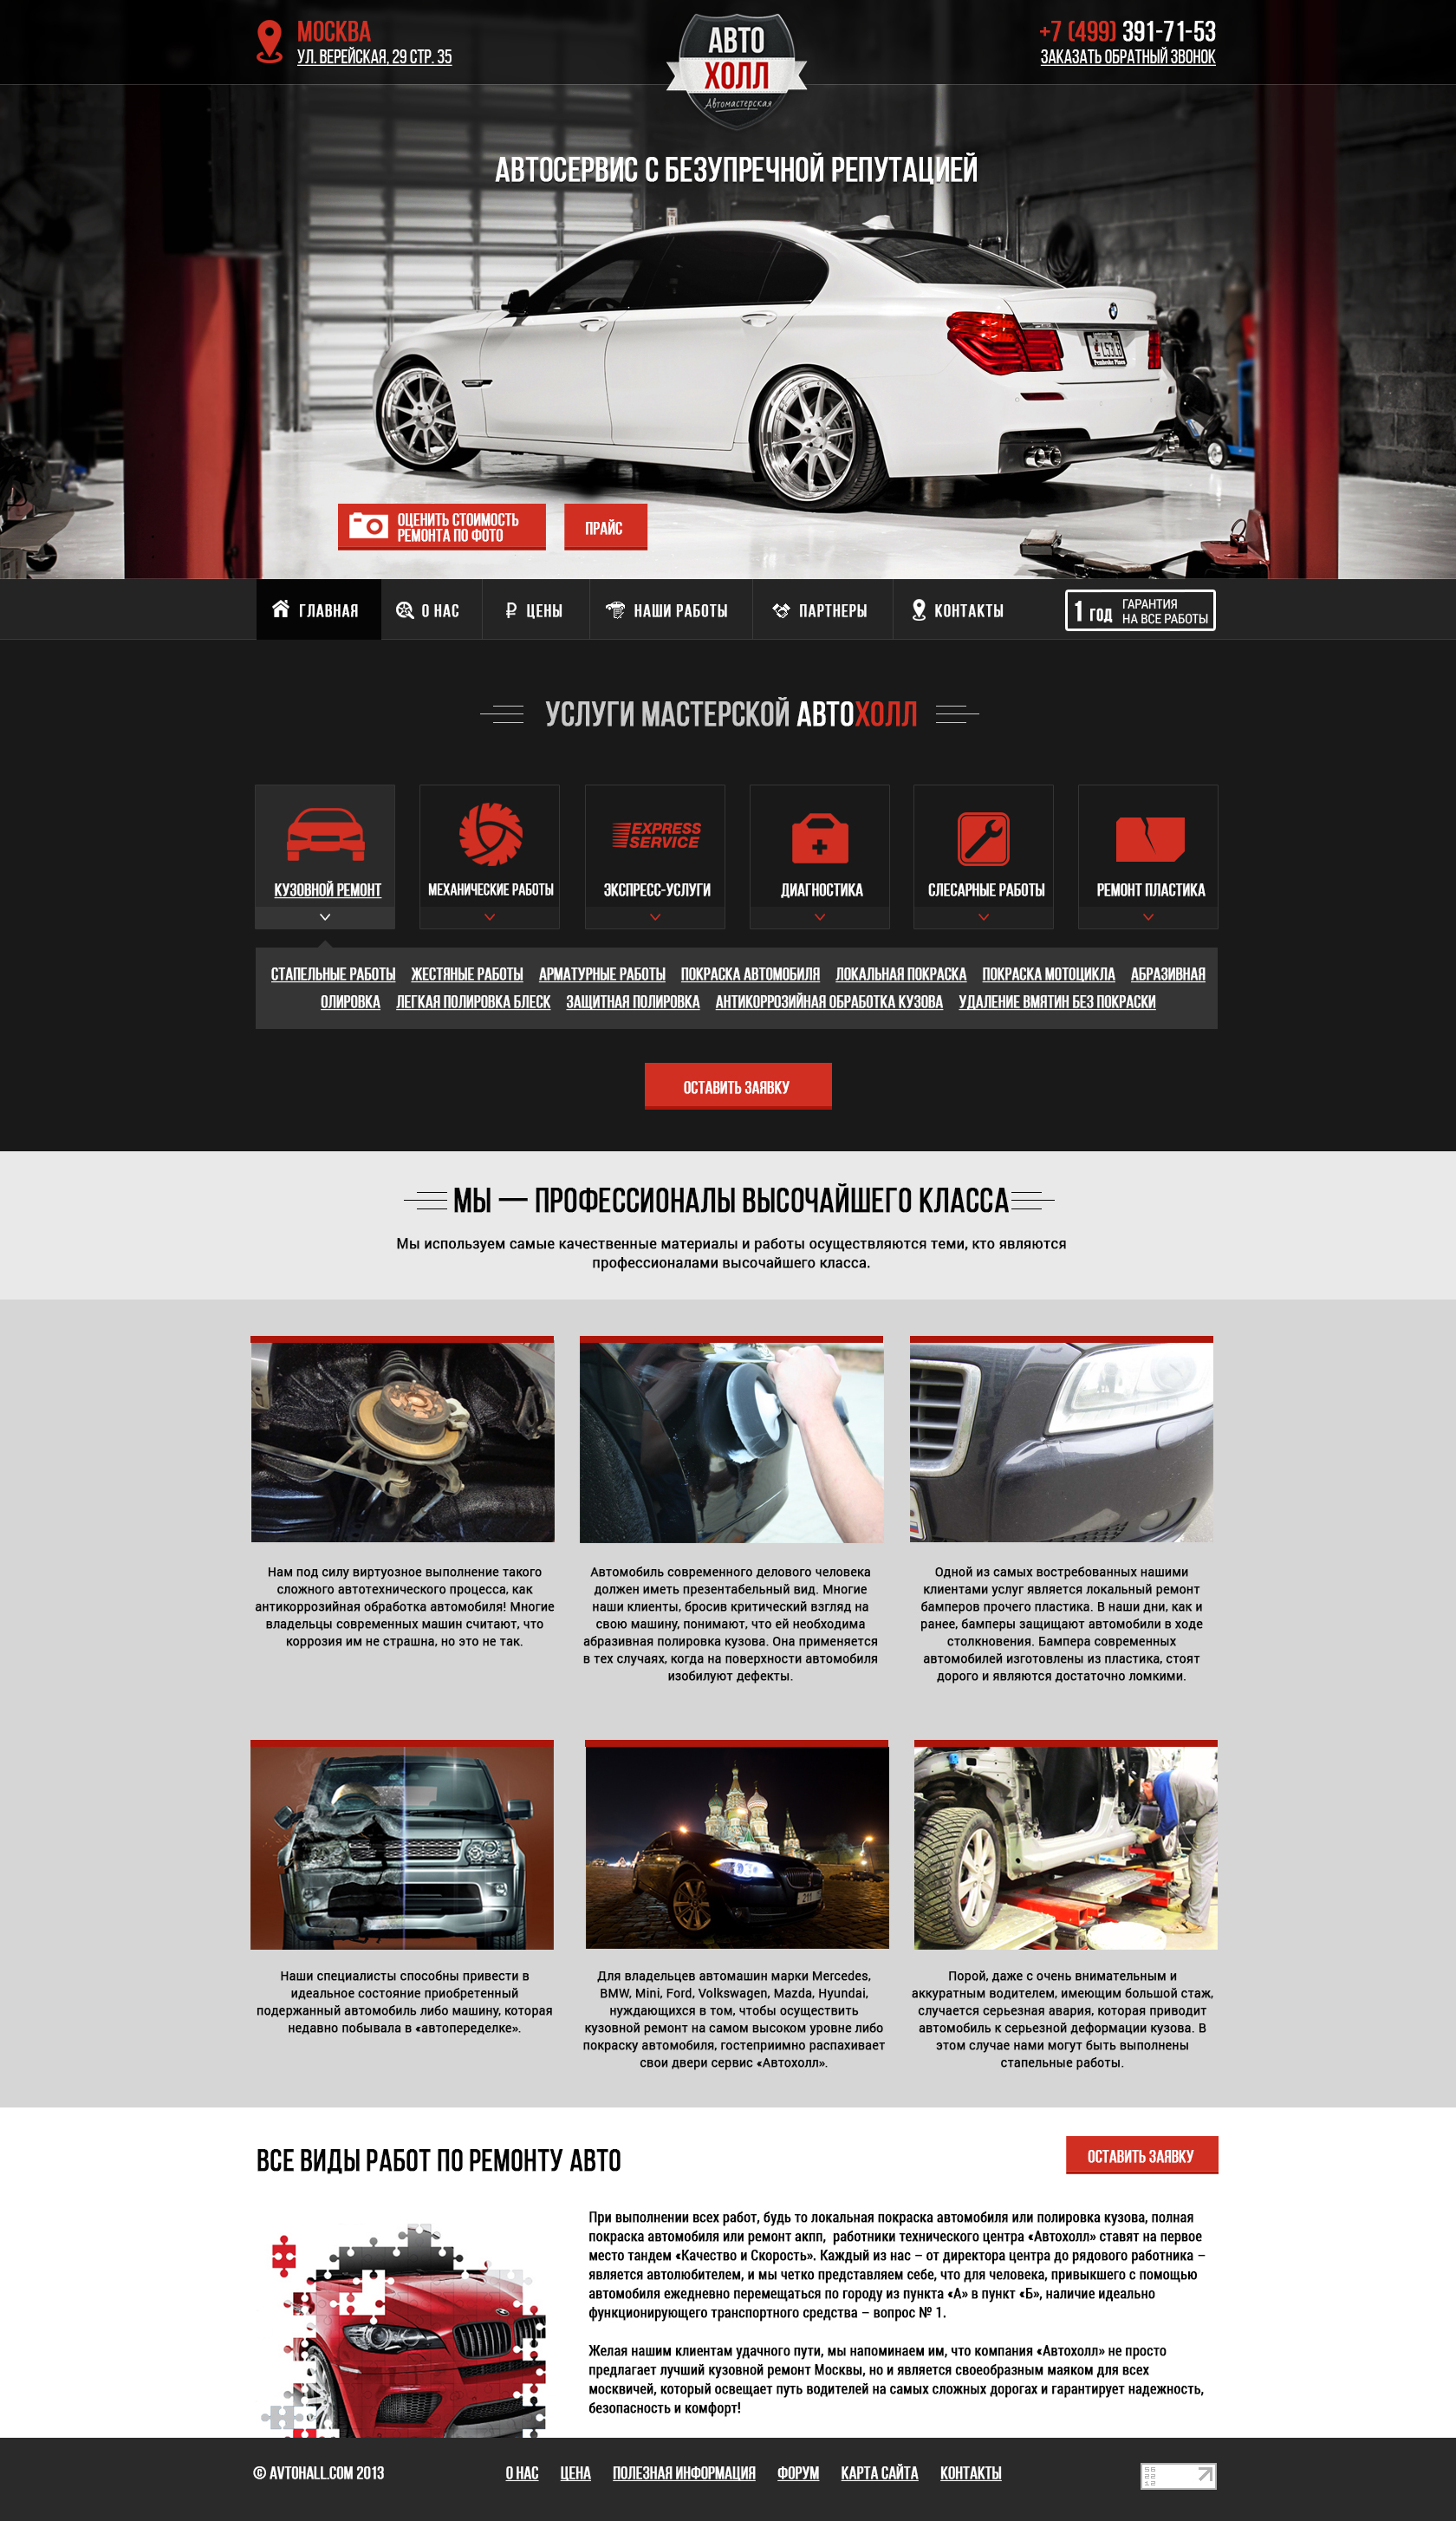 МОСКВА
УЛ. ВЕРЕЙСКАЯ, 29 СТР. 35
АВТО
ХОЛЛ
Автомастерская
+7 (499) 391-71-53
ЗАКАЗАТЬ ОБРАТНЫЙ ЗВОНОК
АВТОСЕРВИС С БЕЗУПРЕЧНОЙ РЕПУТАЦИЕЙ
ОЦЕНИТЬ СТОИМОСТЬ
РЕМОНТА ПО ФОТО
ПРАЙС
ГЛАВНАЯ О НАС ЦЕНЫ НАШИ РАБОТЫ ПАРТНЕРЫ КОНТАКТЫ
1 ГОД
ГАРАНТИЯ
НА ВСЕ РАБОТЫ
УСЛУГИ МАСТЕРСКОЙ АВТОХОЛЛ
EXPRESS
SERVICE
КУЗОВНОЙ РЕМОНТ МЕХАНИЧЕСКИЕ РАБОТЫ ЭКСПРЕСС-УСЛУГИ ДИАГНОСТИКА СЛЕСАРНЫЕ РАБОТЫ РЕМОНТ ПЛАСТИКА
СТАПЕЛЬНЫЕ РАБОТЫ ЖЕСТЯНЫЕ РАБОТЫ АРМАТУРНЫЕ РАБОТЫ ПОКРАСКА АВТОМОБИЛЯ ЛОКАЛЬНАЯ ПОКРАСКА ПОКРАСКА МОТОЦИКЛА АБРАЗИВНАЯ
ОЛИРОВКА ЛЕГКАЯ ПОЛИРОВКА БЛЕСК ЗАЩИТНАЯ ПОЛИРОВКА АНТИКОРРОЗИЙНАЯ ОБРАБОТКА КУЗОВА УДАЛЕНИЕ ВМЯТИН БЕЗ ПОКРАСКИ
ОСТАВИТЬ ЗАЯВКУ
МЫ — ПРОФЕССИОНАЛЫ ВЫСОЧАЙШЕГО КЛАССА
Мы используем самые качественные материалы и работы осуществляются теми, кто являются
профессионалами высочайшего класса.
Нам под силу виртуозное выполнение такого
сложного автотехнического процесса, как
антикоррозийная обработка автомобиля! Многие
владельцы современных машин считают, что
коррозия им не страшна, но это не так.
Автомобиль современного делового человека
должен иметь презентабельный вид. Многие
наши клиенты, бросив критический взгляд на
свою машину, понимают, что ей необходима
абразивная полировка кузова. Она применяется
в тех случаях, когда на поверхности автомобиля
изобилуют дефекты.
Одной из самых востребованных нашими
клиентами услуг является локальный ремонт
бамперов прочего пластика. В наши дни, как и
ранее, бамперы защищают автомобили в ходе
столкновения. Бампера современных
автомобилей изготовлены из пластика, стоят
дорого и являются достаточно ломкими.
Наши специалисты способны привести в
идеальное состояние приобретенный
подержанный автомобиль либо машину, которая
недавно побывала в «автопеределке».
Для владельцев автомашин марки Mercedes,
BMW, Mini, Ford, Volkswagen, Mazda, Hyundai,
нуждающихся в том, чтобы осуществить
кузовной ремонт на самом высоком уровне либо
покраску автомобиля, гостеприимно распахивает
свои двери сервис «Автохолл».
Порой, даже с очень внимательным и
аккуратным водителем, имеющим большой стаж,
случается серьезная авария, которая приводит
автомобиль к серьезной деформации кузова. В
этом случае нами могут быть выполнены
стапельные работы.
ВСЕ ВИДЫ РАБОТ ПО РЕМОНТУ АВТО
ОСТАВИТЬ ЗАЯВКУ
При выполнении всех работ, будь то локальная покраска автомобиля или полировка кузова, полная
покраска автомобиля или ремонт акпп, работники технического центра «Автохолл» ставят на первое
место тандем «Качество и Скорость». Каждый из нас – от директора центра до рядового работника –
является автолюбителем, и мы четко представляем себе, что для человека, привыкшего с помощью
автомобиля ежедневно перемещаться по городу из пункта «А» в пункт «Б», наличие идеально
функционирующего транспортного средства – вопрос № 1.
Желая нашим клиентам удачного пути, мы напоминаем им, что компания «Автохолл» не просто
предлагает лучший кузовной ремонт Москвы, но и является своеобразным маяком для всех
москвичей, который освещает путь водителей на самых сложных дорогах и гарантирует надежность,
безопасность и комфорт!
© AVTOHALL.COM 2013
О НАС ЦЕНА ПОЛЕЗНАЯ ИНФОРМАЦИЯ ФОРУМ КАРТА САЙТА КОНТАКТЫ